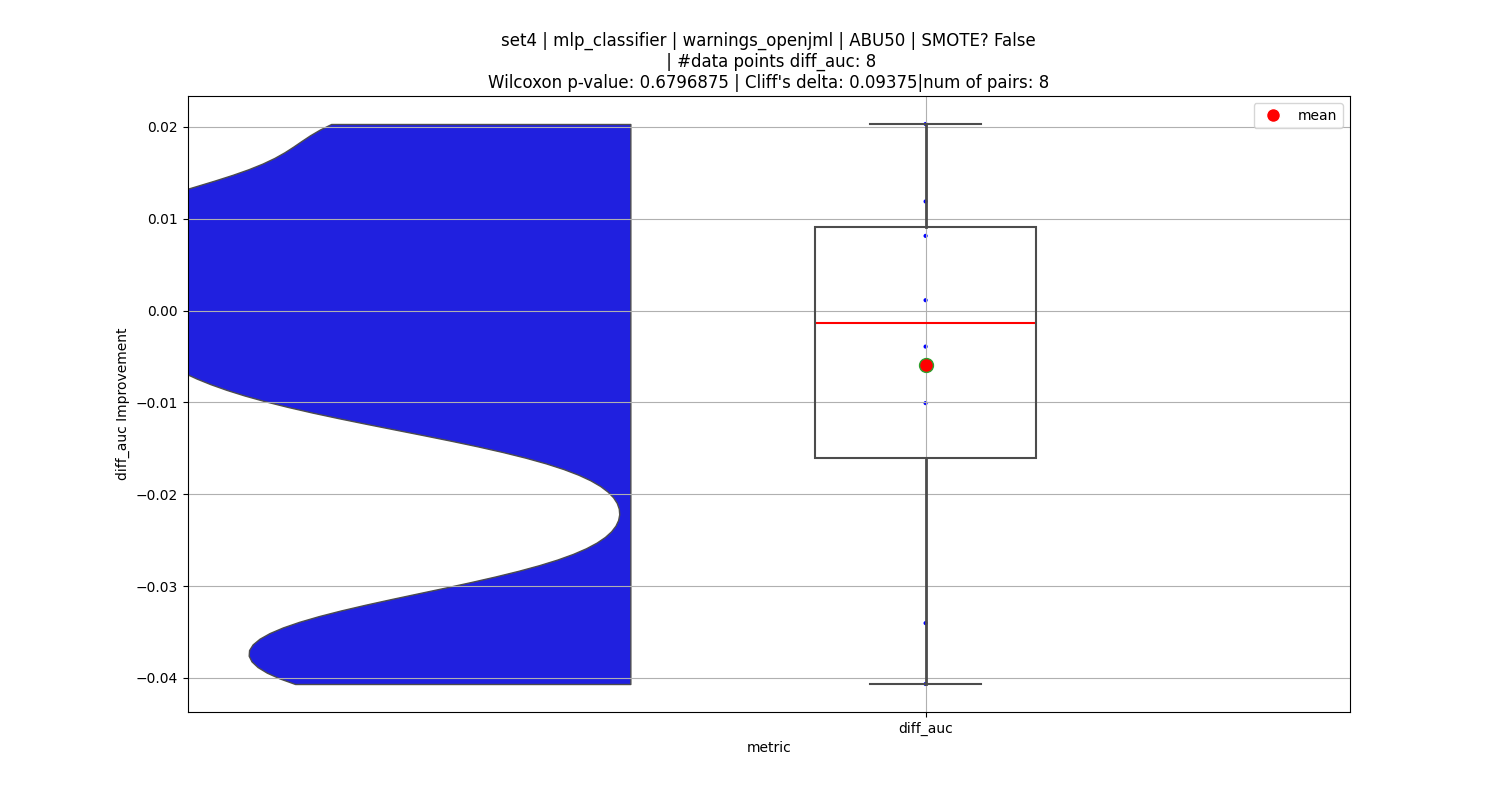 set4 | mlp_classifier | warnings_openjml | ABU50 | SMOTE? False
| #data points diff_auc: 8
Wilcoxon p-value: 0.6796875 | Cliff's delta: 0.09375|num of pairs: 8
mean
0.02
0.01
0.00
−0.01
−0.02
−0.03
−0.04
diff_auc Improvement
diff_auc
metric